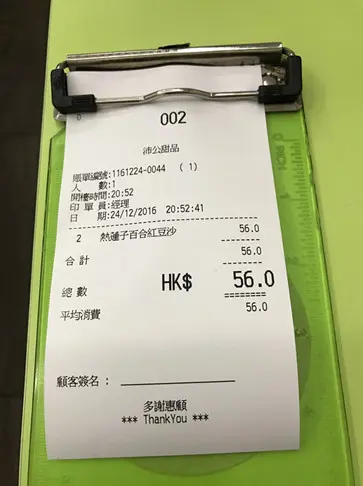 002
沛公甜品
賬單編號:1161224-0044 ( 1)
人 數:1
開檯時間:20:52
印 單 員:經理
日 期:24/12/2016 20:52:41
2 熱蓮子百合紅豆沙 56.0
合 計 56.0
總 數 HK$ 56.0
平均消費 56.0
顧客簽名 :
多謝惠顧
*** ThankYou ***